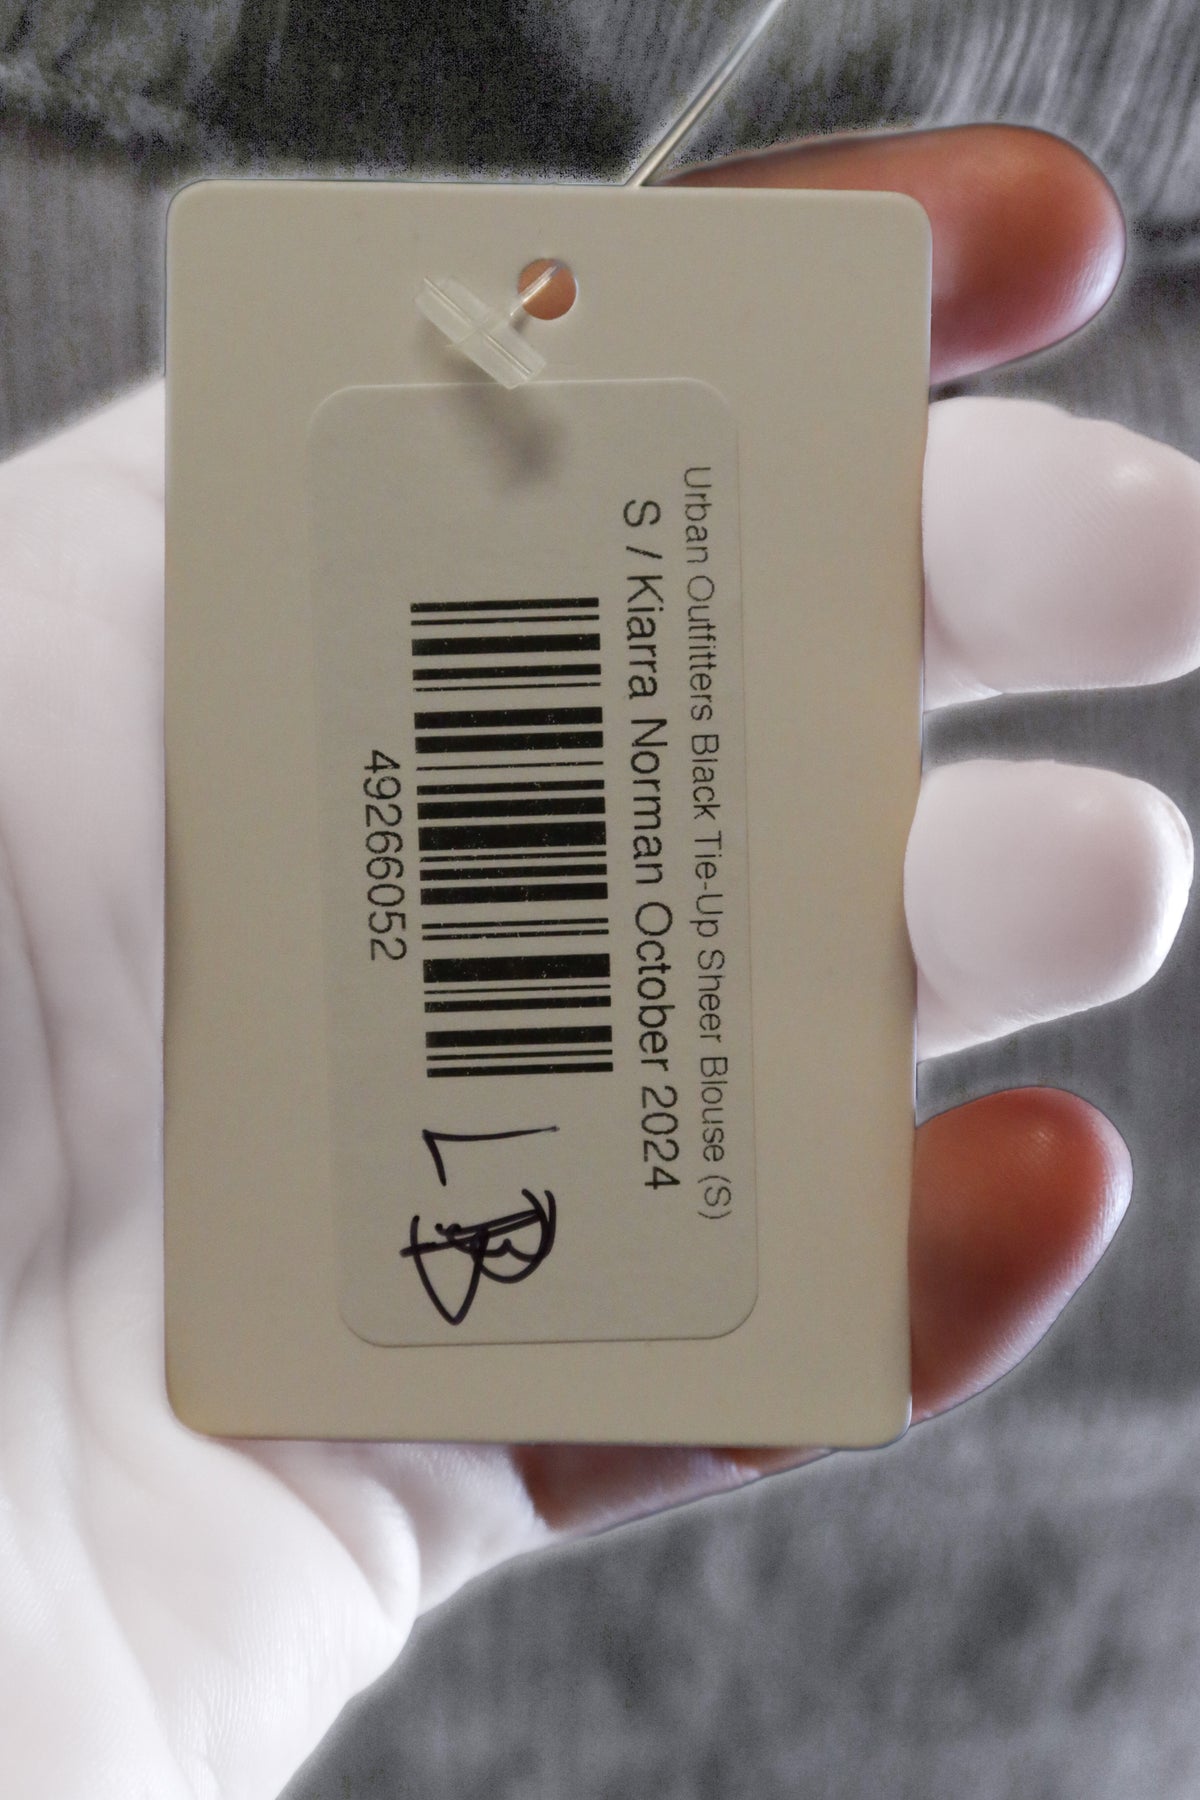 Urban Outfitters Black Tie-Up Sheer Blouse (S)
S / Kiarra Norman October 2024
49266052
L